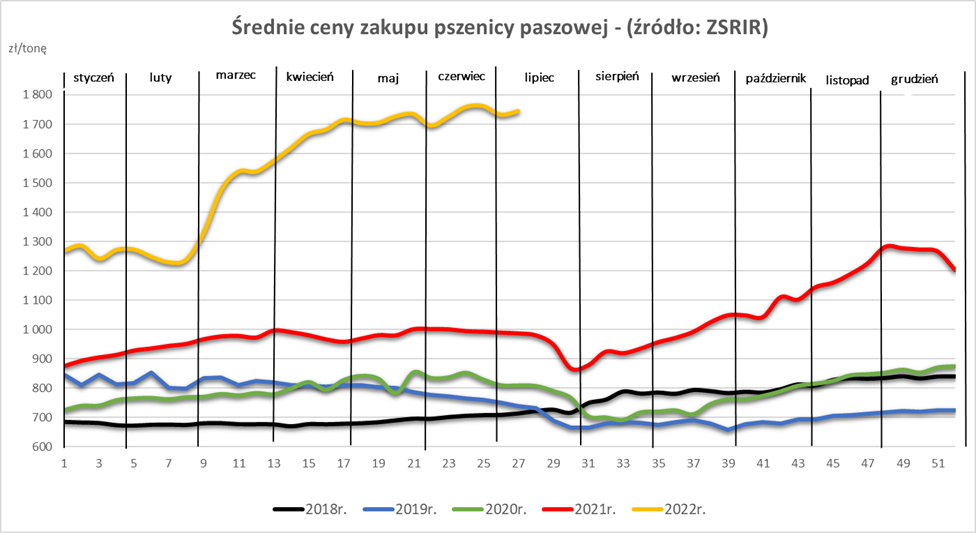 Średnie ceny zakupu pszenicy paszowej - (źródło: ZSRIR)
zł/tonę
styczeń luty marzec kwiecień maj czerwiec lipiec sierpień wrzesień październik listopad grudzień
1 800
1 700
1 600
1 500
1 400
1 300
1 200
1 100
1 000
900
800
700
600
1 3 5 7 9 11 13 15 17 19 21 23 25 27 29 31 33 35 37 39 41 43 45 47 49 51
2018r. 2019r. 2020r. 2021r. 2022r.